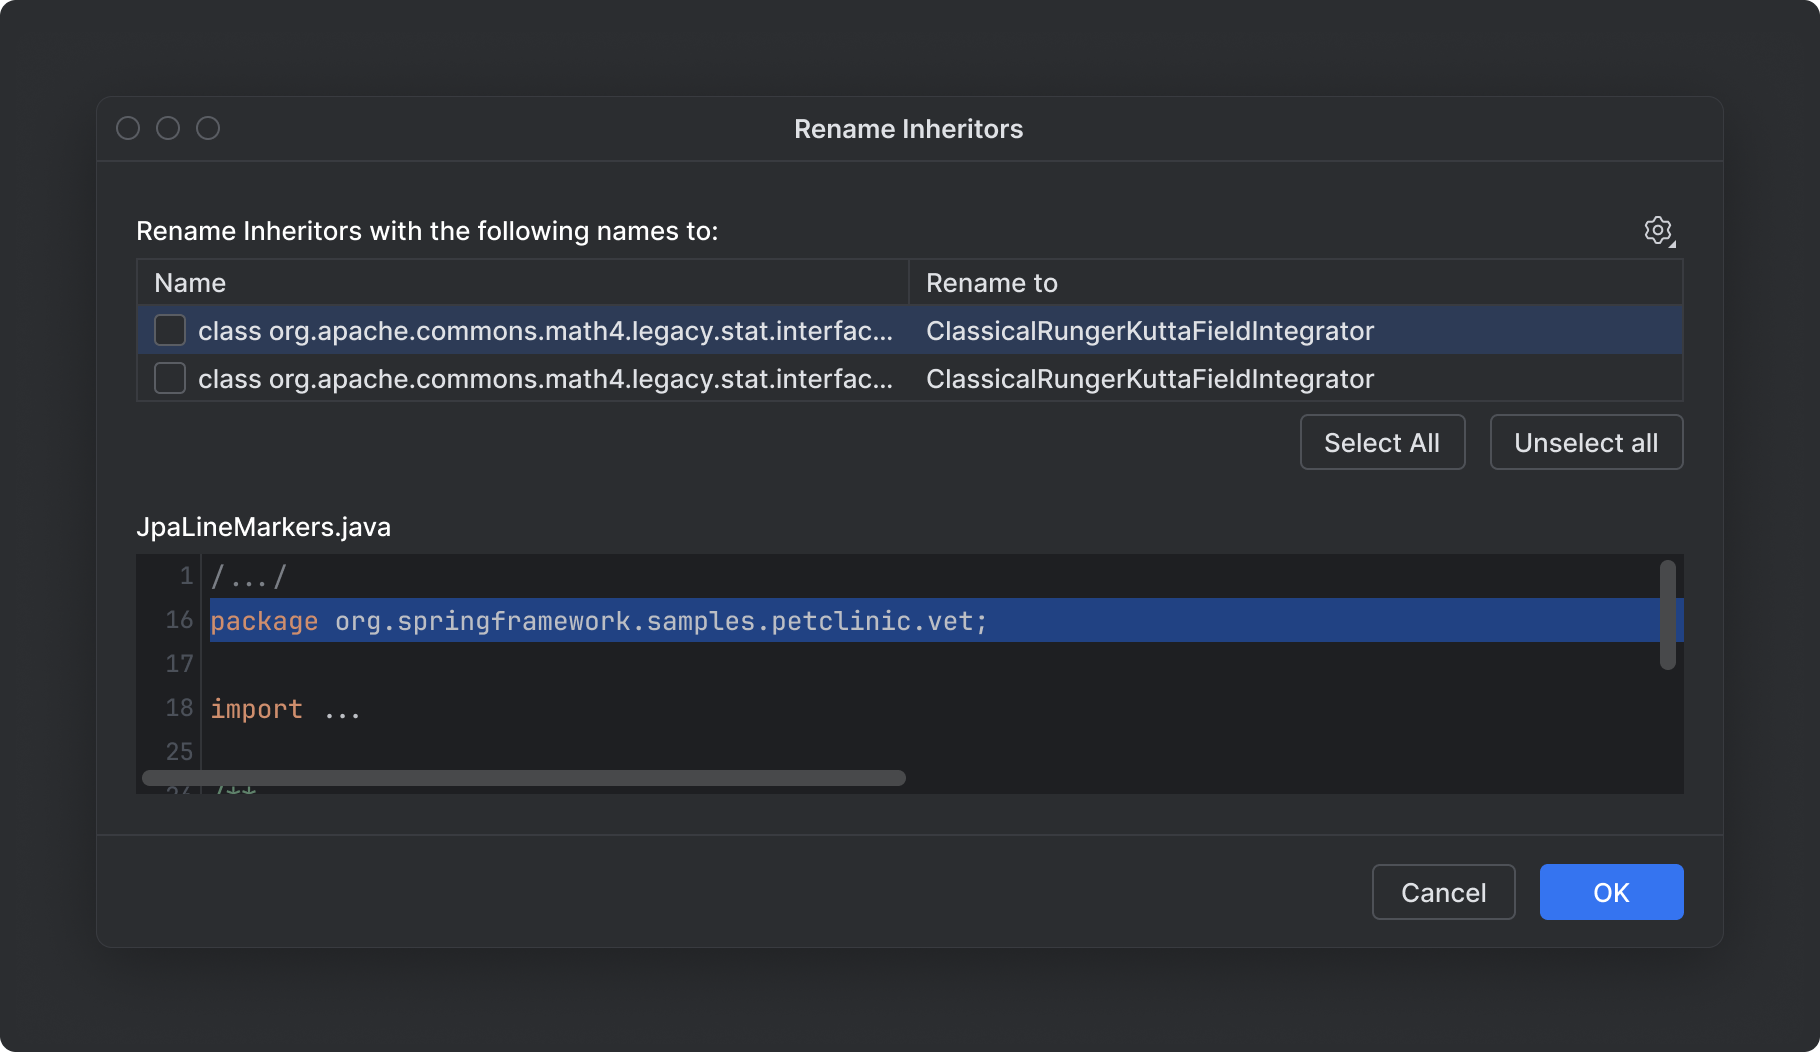 Rename Inheritors
Rename Inheritors with the following names to:
Name Rename to
class org.apache.commons.math4.legacy.stat.interfac... ClassicalRungerKuttaFieldIntegrator
class org.apache.commons.math4.legacy.stat.interfac... ClassicalRungerKuttaFieldIntegrator
Select All Unselect all
JpaLineMarkers.java
1 /.../
16 package org.springframework.samples.petclinic.vet;
17
18 import ...
25
26 /**
Cancel OK